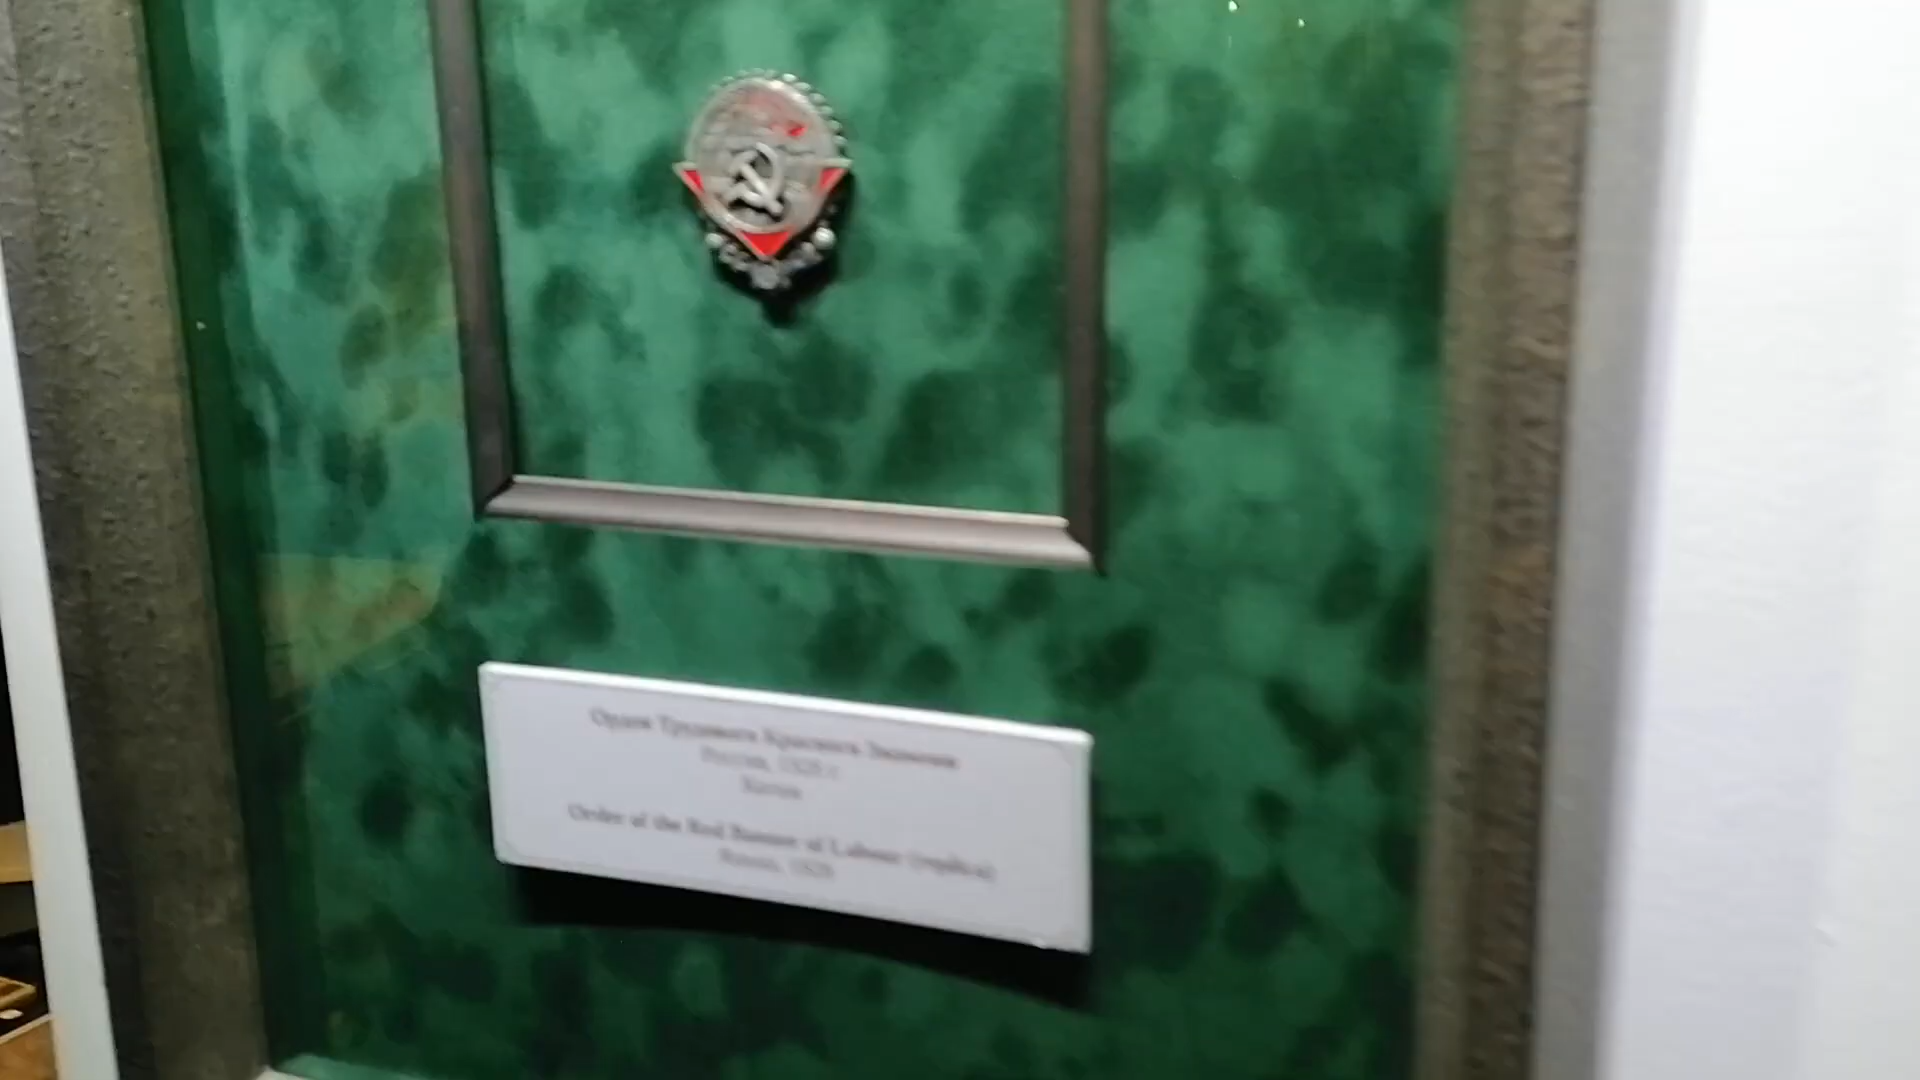 Орден Трудового Красного Знамени
Россия, 1928 г.
Копия
Order of the Red Banner of Labour (replica)
Russia, 1928